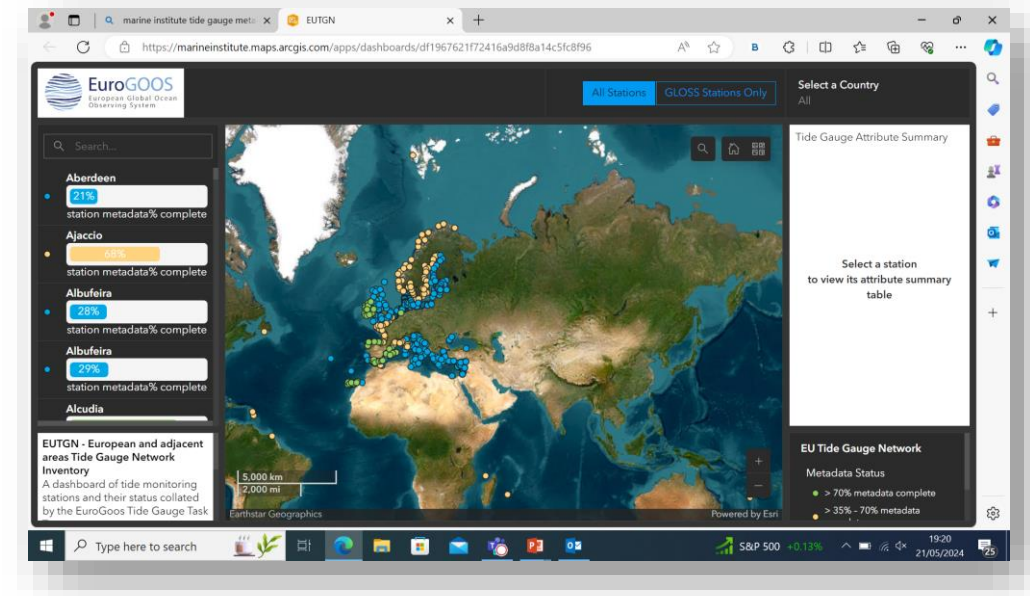 marine institute tide gauge meta
EUTGN
https://marineinstitute.maps.arcgis.com/apps/dashboards/df1967621f72416a9d8f8a14c5fc8f96
EuroGOOS
European Global Ocean
Observing System
All Stations
GLOSS Stations Only
Select a Country
All
Search...
Aberdeen
21%
station metadata% complete
Ajaccio
68%
station metadata% complete
Albufeira
28%
station metadata% complete
Albufeira
29%
station metadata% complete
Alcudia
EUTGN - European and adjacent
areas Tide Gauge Network
Inventory
A dashboard of tide monitoring
stations and their status collated
by the EuroGoos Tide Gauge Task
5,000 km
2,000 mi
Earthstar Geographics
Powered by Esri
Tide Gauge Attribute Summary
Select a station
to view its attribute summary
table
EU Tide Gauge Network
Metadata Status
> 70% metadata complete
> 35% - 70% metadata
Type here to search
S&P 500 +0.13%
19:20
21/05/2024
25